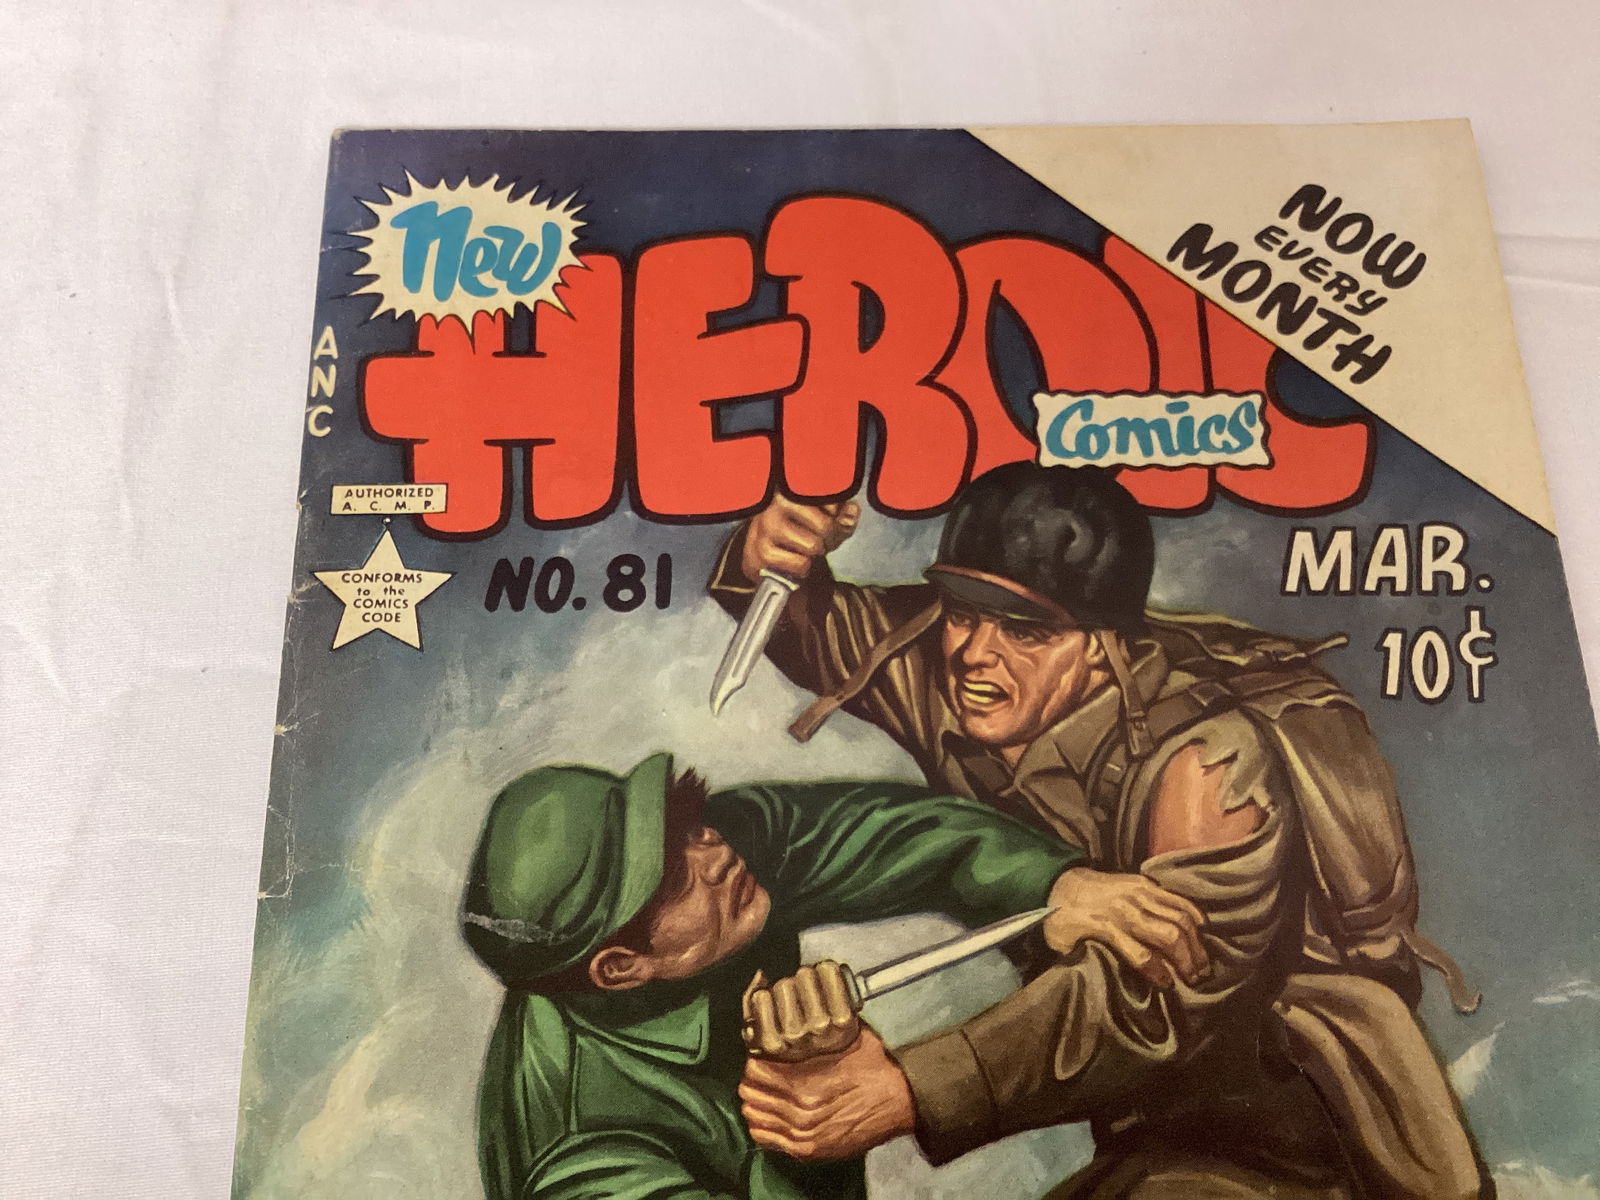 New
HEROIC
Comics
NOW
EVERY
MONTH
ANC
AUTHORIZED
A. C. M. P.
CONFORMS
to the
COMICS
CODE
NO. 81
MAR.
10¢